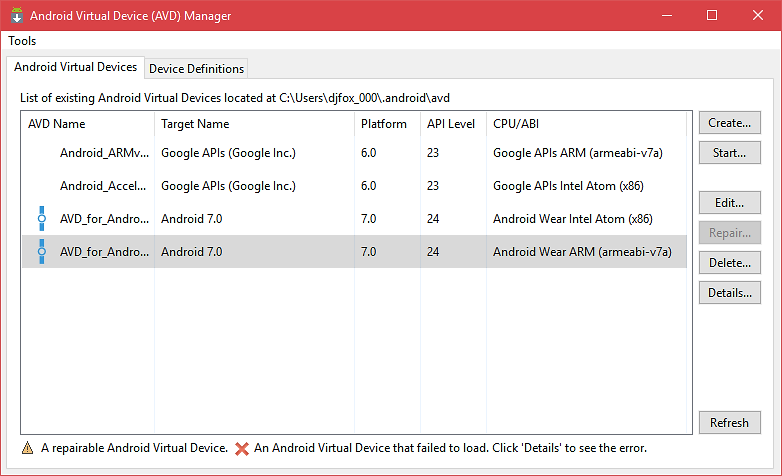 Android Virtual Device (AVD) Manager
Tools
Android Virtual Devices Device Definitions
List of existing Android Virtual Devices located at C:\Users\djfox_000\.android\avd
AVD Name Target Name Platform API Level CPU/ABI
Android_ARMv... Google APIs (Google Inc.) 6.0 23 Google APIs ARM (armeabi-v7a)
Android_Accel... Google APIs (Google Inc.) 6.0 23 Google APIs Intel Atom (x86)
AVD_for_Andro... Android 7.0 7.0 24 Android Wear Intel Atom (x86)
AVD_for_Andro... Android 7.0 7.0 24 Android Wear ARM (armeabi-v7a)
Create...
Start...
Edit...
Repair...
Delete...
Details...
Refresh
A repairable Android Virtual Device. An Android Virtual Device that failed to load. Click 'Details' to see the error.